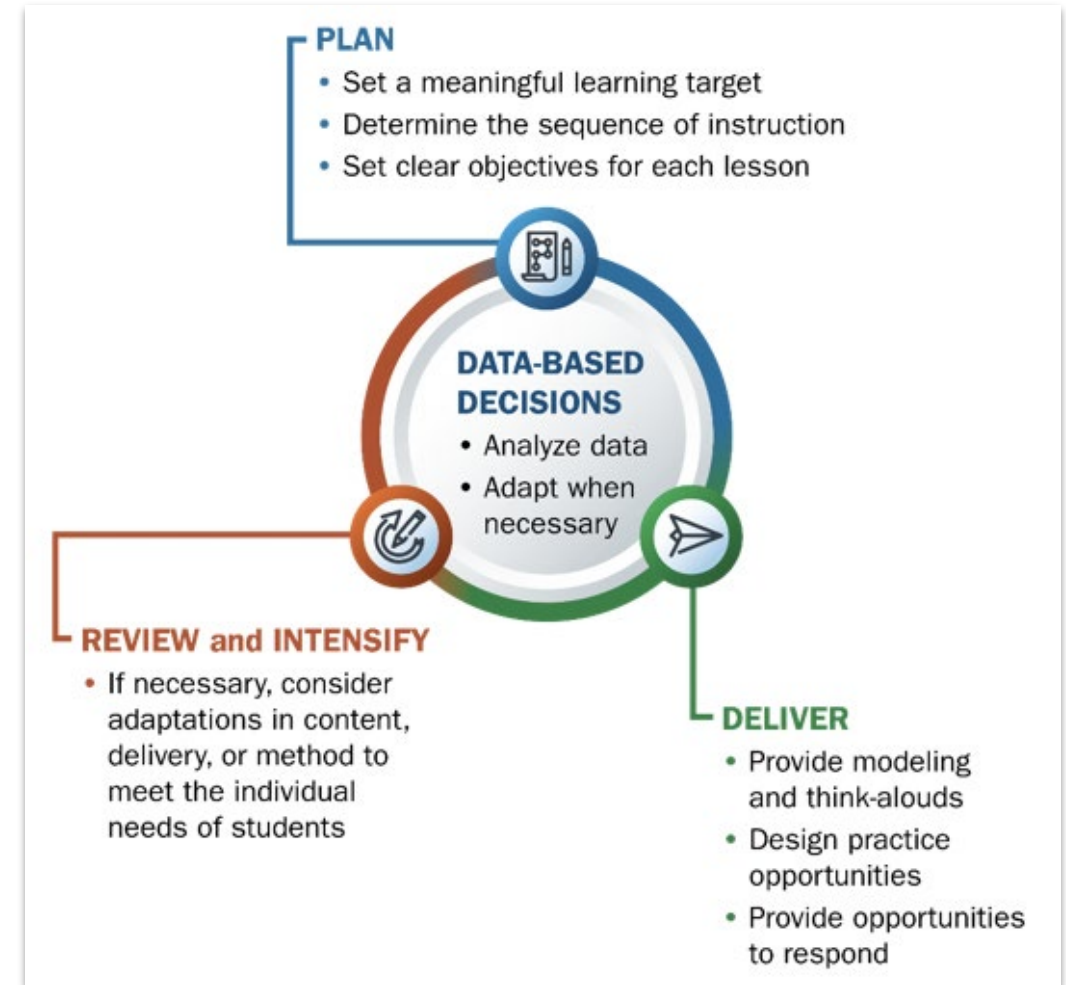 PLAN
• Set a meaningful learning target
• Determine the sequence of instruction
• Set clear objectives for each lesson
DATA-BASED
DECISIONS
• Analyze data
• Adapt when
necessary
REVIEW and INTENSIFY
• If necessary, consider
adaptations in content,
delivery, or method to
meet the individual
needs of students
DELIVER
• Provide modeling
and think-alouds
• Design practice
opportunities
• Provide opportunities
to respond